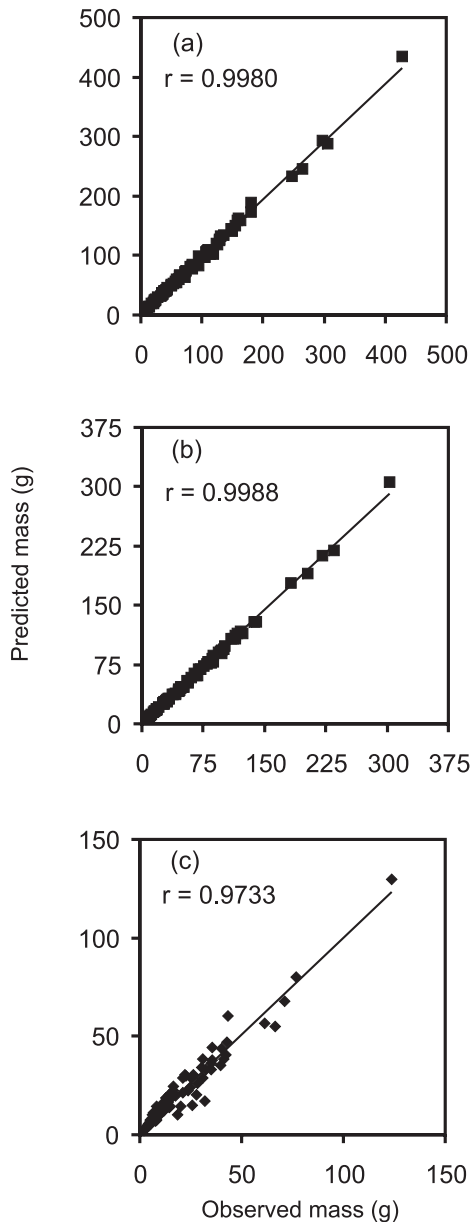 500
(a)
r = 0.9980
400
300
200
100
0
0 100 200 300 400 500
375
(b)
r = 0.9988
300
225
150
75
0
0 75 150 225 300 375
Predicted mass (g)
150
(c)
r = 0.9733
100
50
0
0 50 100 150
Observed mass (g)